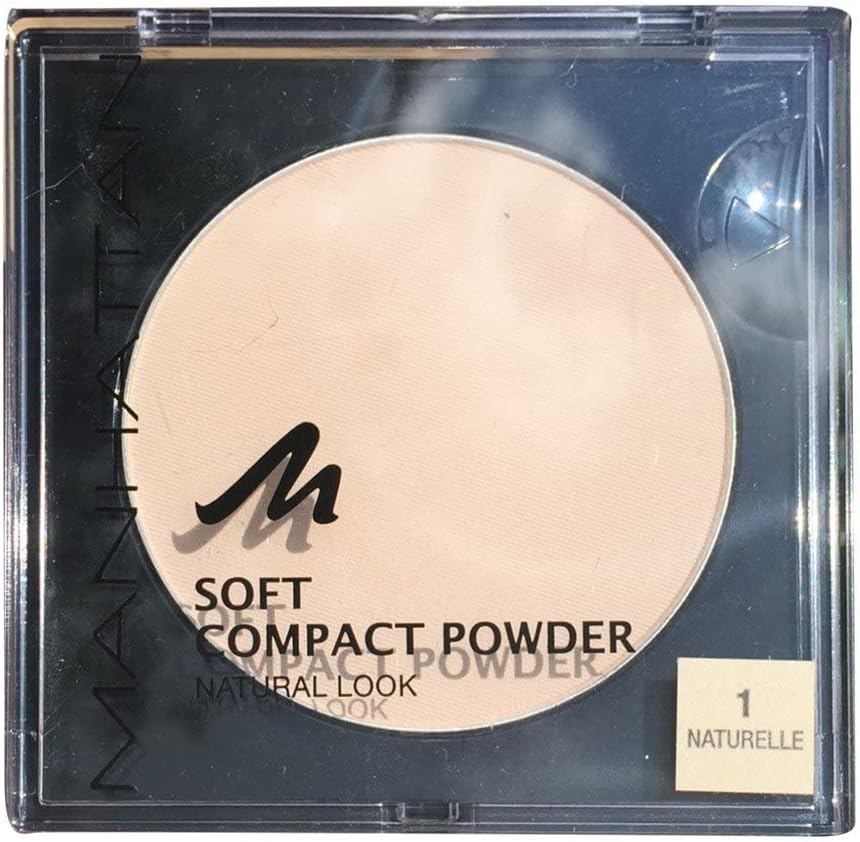 MANHATTAN
M
SOFT
COMPACT POWDER
NATURAL LOOK
1
NATURELLE